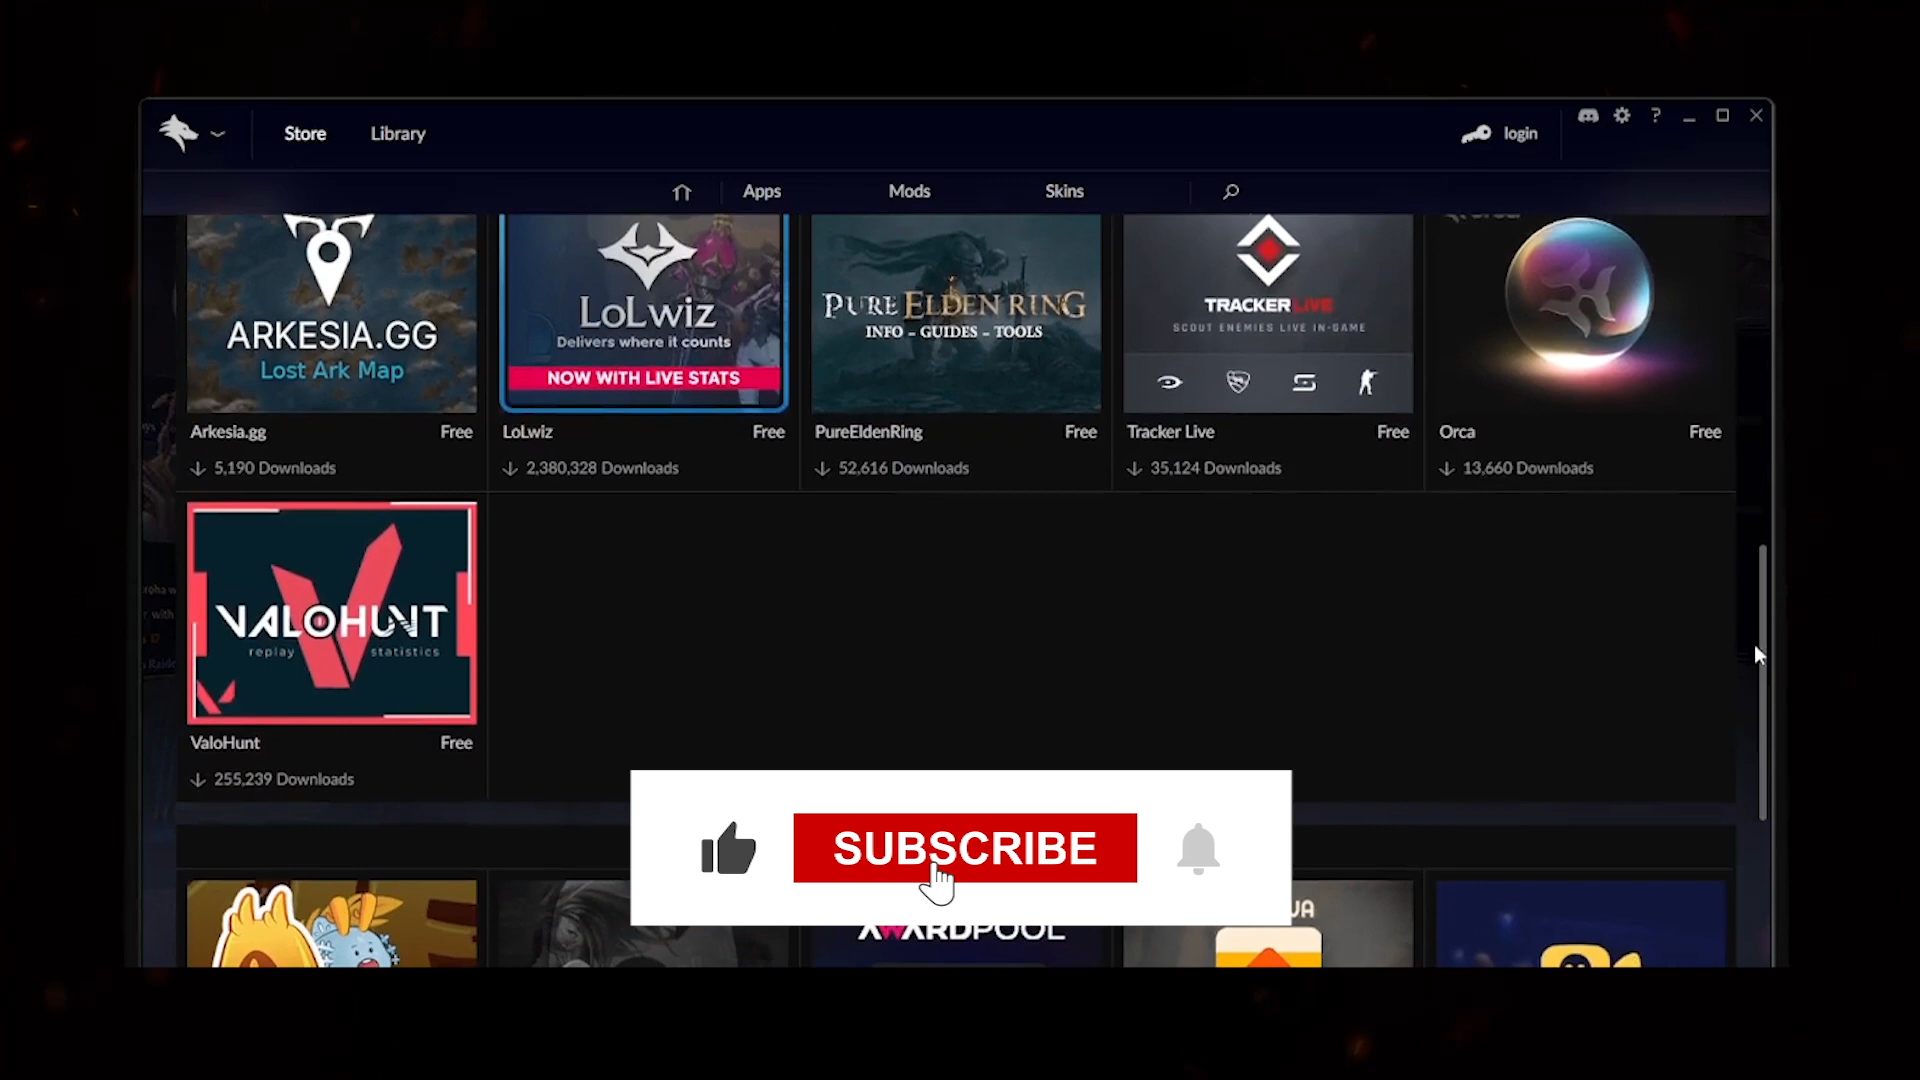 Store
Library
login
?
Apps
Mods
Skins
ARKESIA.GG
Lost Ark Map
LoLwiz
Delivers where it counts
NOW WITH LIVE STATS
PURE ELDEN RING
INFO – GUIDES – TOOLS
TRACKER LIVE
SCOUT ENEMIES LIVE IN-GAME
Arkesia.gg
Free
5,190 Downloads
LoLwiz
Free
2,380,328 Downloads
PureEldenRing
Free
52,616 Downloads
Tracker Live
Free
35,124 Downloads
Orca
Free
13,660 Downloads
VALOHUNT
replay
statistics
ValoHunt
Free
255,239 Downloads
SUBSCRIBE
AWARDPOOL